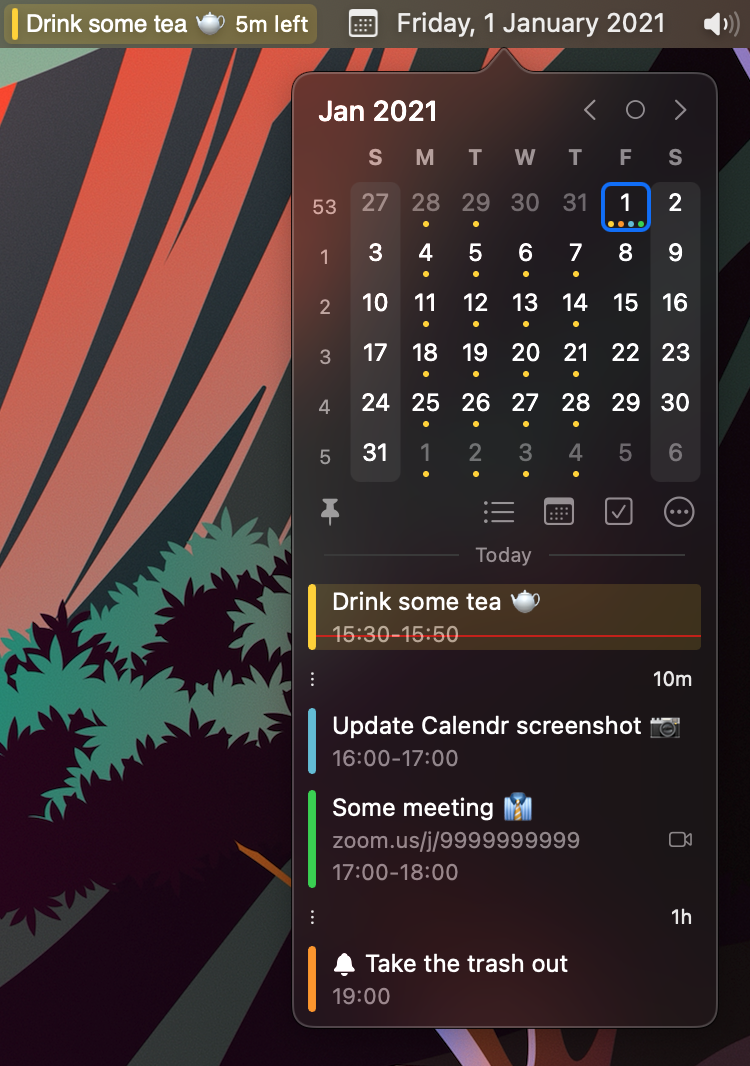 Drink some tea 🫖 5m left Friday, 1 January 2021
Jan 2021
S M T W T F S
53 27 28 29 30 31 1 2
1 3 4 5 6 7 8 9
2 10 11 12 13 14 15 16
3 17 18 19 20 21 22 23
4 24 25 26 27 28 29 30
5 31 1 2 3 4 5 6
Today
Drink some tea 🫖
15:30-15:50
10m
Update Calendr screenshot 📷
16:00-17:00
Some meeting 👔
zoom.us/j/9999999999
17:00-18:00
1h
Take the trash out
19:00